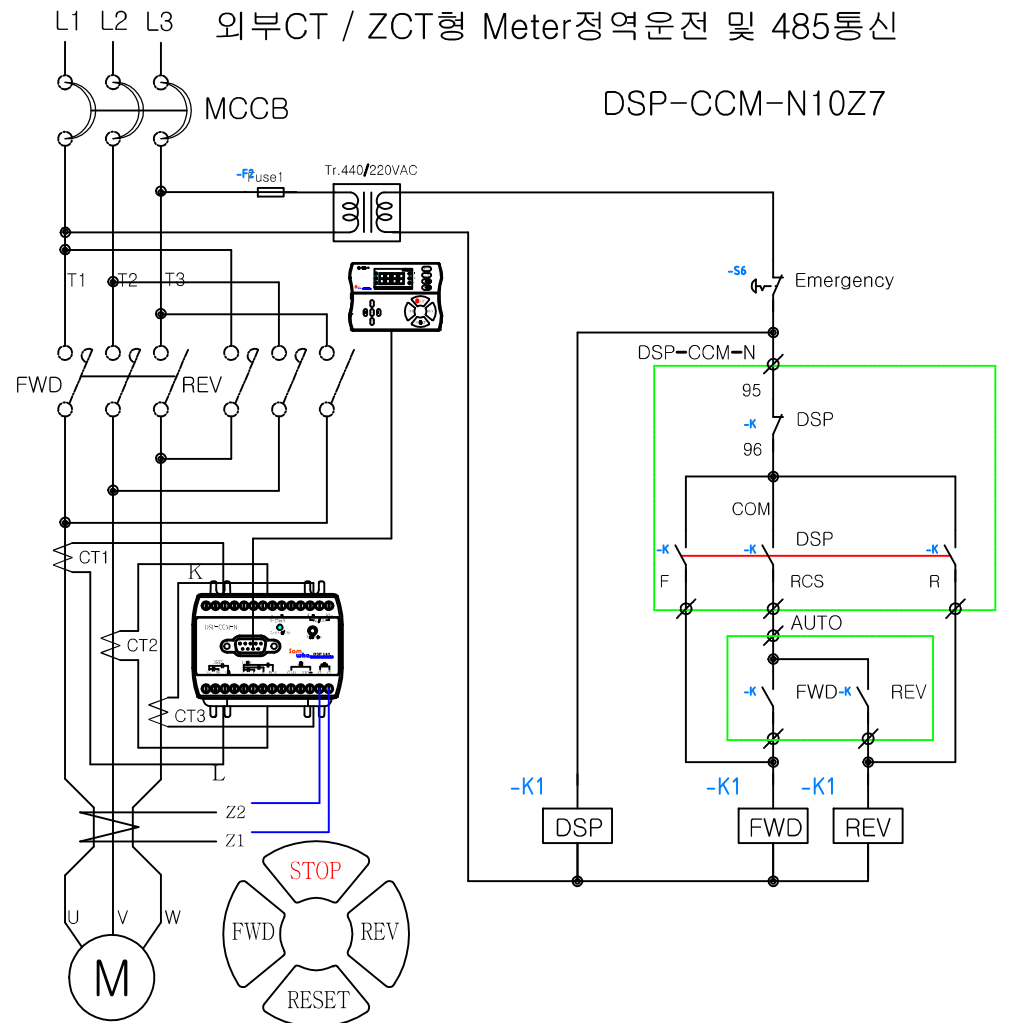 L1 L2 L3 외부CT / ZCT형 Meter정역운전 및 485통신
MCCB
DSP-CCM-N10Z7
-F2
Fuse1
Tr.440/220VAC
T1 T2 T3
-S6
Emergency
FWD
REV
DSP-CCM-N
95
-K
DSP
96
COM
-K
-K
DSP
-K
F
RCS
R
CT1
K
DSP-CCM-N
CT2
CT3
L
AUTO
-K
FWD
-K
REV
-K1
-K1
-K1
DSP
FWD
REV
Z2
Z1
U V W
M
STOP
FWD
REV
RESET